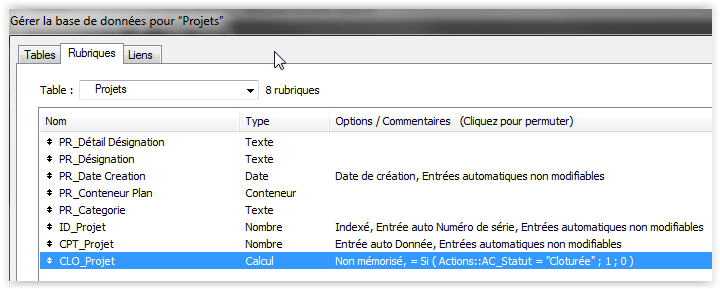 Gérer la base de données pour "Projets"
Tables Rubriques Liens
Table : Projets 8 rubriques
Nom Type Options / Commentaires (Cliquez pour permuter)
PR_Détail Désignation Texte
PR_Désignation Texte
PR_Date Creation Date Date de création, Entrées automatiques non modifiables
PR_Conteneur Plan Conteneur
PR_Categorie Texte
ID_Projet Nombre Indexé, Entrée auto Numéro de série, Entrées automatiques non modifiables
CPT_Projet Nombre Entrée auto Donnée, Entrées automatiques non modifiables
CLO_Projet Calcul Non mémorisé, = Si ( Actions::AC_Statut = "Cloturée" ; 1 ; 0 )